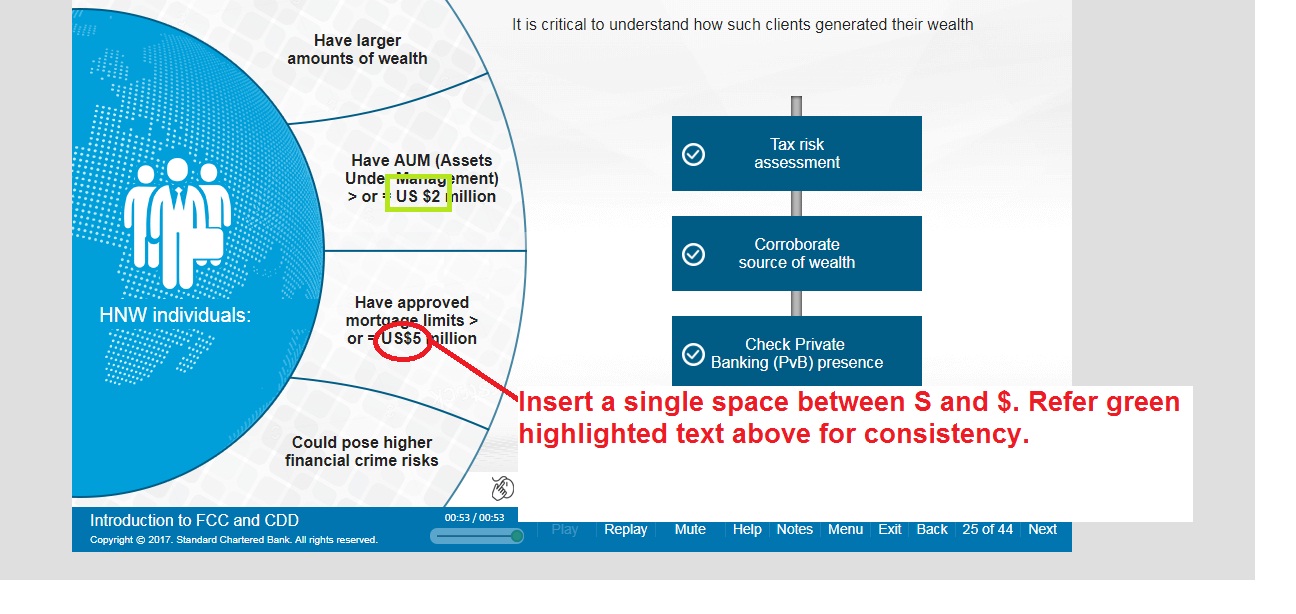 It is critical to understand how such clients generated their wealth
Have larger
amounts of wealth
Have AUM (Assets
Under Management)
> or = US $2 million
HNW individuals:
Have approved
mortgage limits >
or = US$5 million
Could pose higher
financial crime risks
Tax risk
assessment
Corroborate
source of wealth
Check Private
Banking (PvB) presence
Insert a single space between S and $. Refer green
highlighted text above for consistency.
Introduction to FCC and CDD
Copyright © 2017. Standard Chartered Bank. All rights reserved.
00:53 / 00:53
Play Replay Mute Help Notes Menu Exit Back 25 of 44 Next